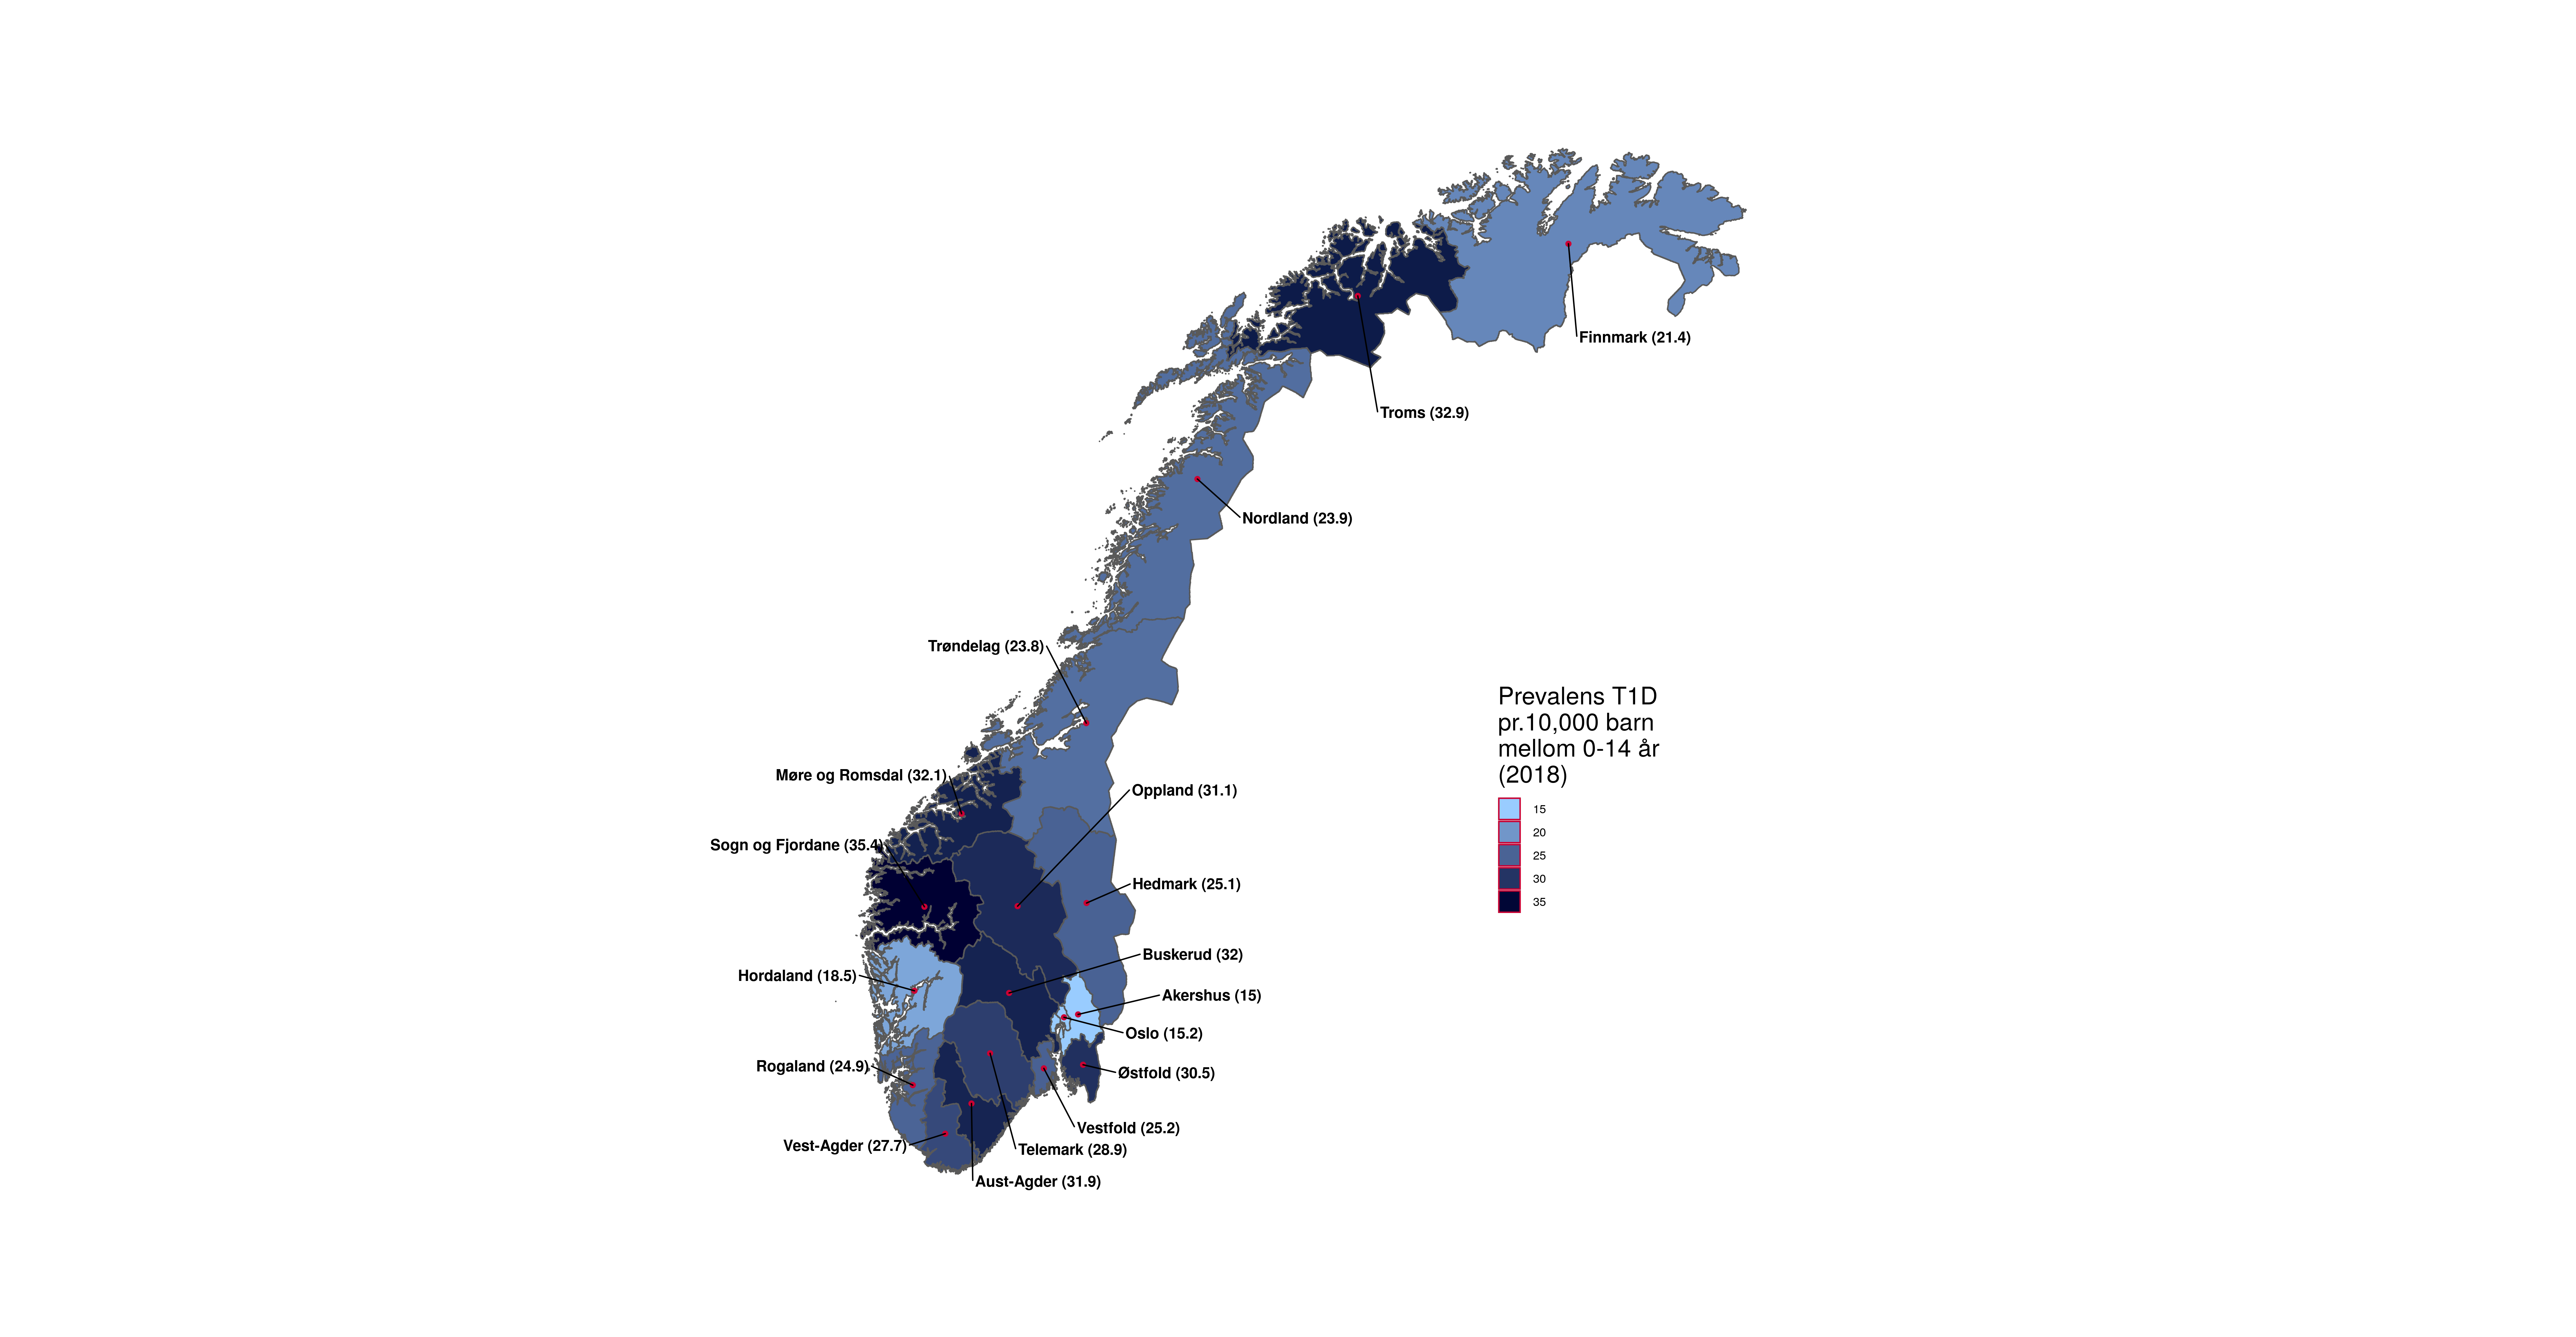 Finnmark (21.4)
Troms (32.9)
Nordland (23.9)
Trøndelag (23.8)
Møre og Romsdal (32.1)
Oppland (31.1)
Sogn og Fjordane (35.4)
Hedmark (25.1)
Buskerud (32)
Hordaland (18.5)
Akershus (15)
Oslo (15.2)
Rogaland (24.9)
Østfold (30.5)
Vestfold (25.2)
Vest-Agder (27.7)
Telemark (28.9)
Aust-Agder (31.9)
Prevalens T1D
pr.10,000 barn
mellom 0-14 år
(2018)
15
20
25
30
35